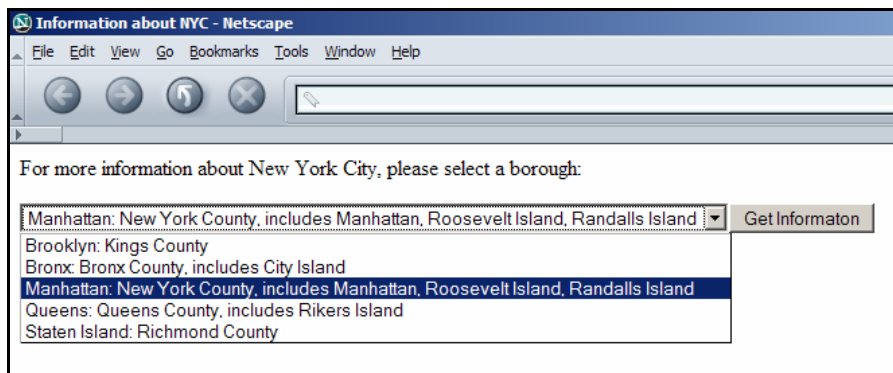 Information about NYC - Netscape
File Edit View Go Bookmarks Tools Window Help
For more information about New York City, please select a borough:
Manhattan: New York County, includes Manhattan, Roosevelt Island, Randalls Island Get Informaton
Brooklyn: Kings County
Bronx: Bronx County, includes City Island
Manhattan: New York County, includes Manhattan, Roosevelt Island, Randalls Island
Queens: Queens County, includes Rikers Island
Staten Island: Richmond County